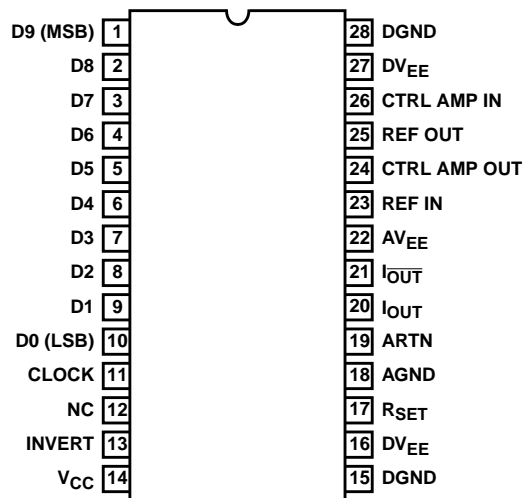 D9 (MSB) 1 28 DGND
D8 2 27 DVEE
D7 3 26 CTRL AMP IN
D6 4 25 REF OUT
D5 5 24 CTRL AMP OUT
D4 6 23 REF IN
D3 7 22 AVEE
D2 8 21 IO̅U̅T̅
D1 9 20 IOUT
D0 (LSB) 10 19 ARTN
CLOCK 11 18 AGND
NC 12 17 RSET
INVERT 13 16 DVEE
VCC 14 15 DGND